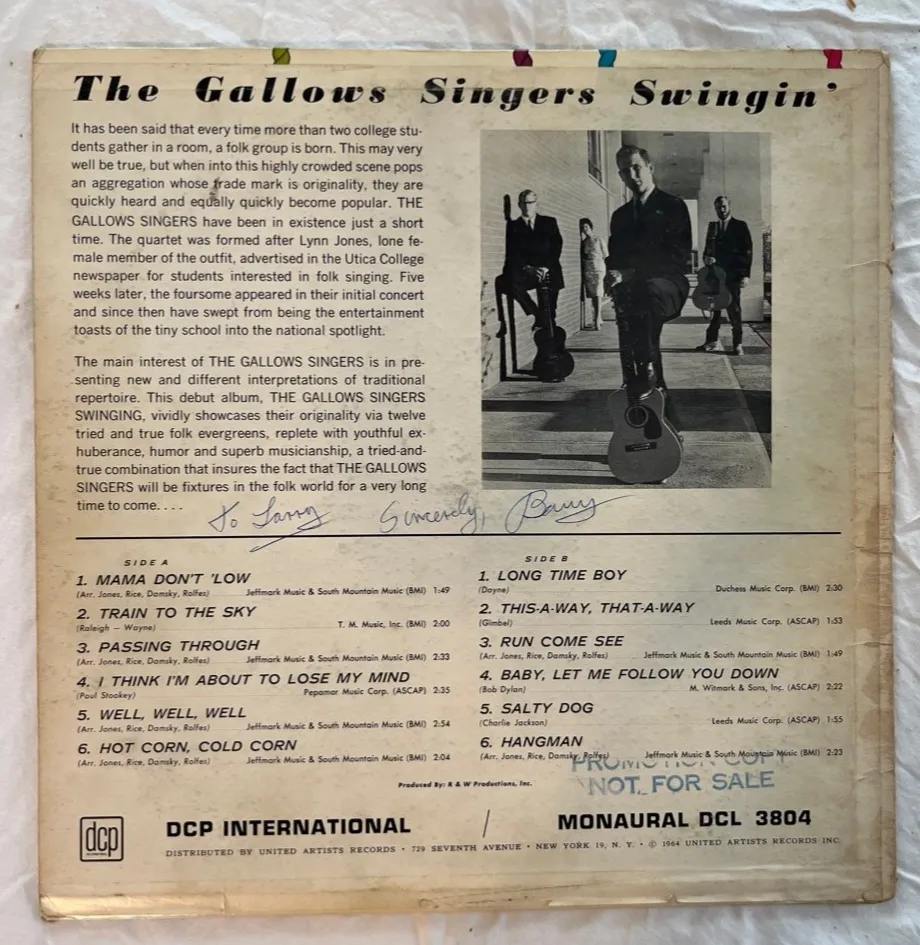 The Gallows Singers Swingin'
It has been said that every time more than two college stu-
dents gather in a room, a folk group is born. This may very
well be true, but when into this highly crowded scene pops
an aggregation whose trade mark is originality, they are
quickly heard and equally quickly become popular. THE
GALLOWS SINGERS have been in existence just a short
time. The quartet was formed after Lynn Jones, lone fe-
male member of the outfit, advertised in the Utica College
newspaper for students interested in folk singing. Five
weeks later, the foursome appeared in their initial concert
and since then have swept from being the entertainment
toasts of the tiny school into the national spotlight.
The main interest of THE GALLOWS SINGERS is in pre-
senting new and different interpretations of traditional
repertoire. This debut album, THE GALLOWS SINGERS
SWINGING, vividly showcases their originality via twelve
tried and true folk evergreens, replete with youthful ex-
huberance, humor and superb musicianship, a tried-and-
true combination that insures the fact that THE GALLOWS
SINGERS will be fixtures in the folk world for a very long
time to come. . . .
To Larry Sincerely, Barry
SIDE A
1. MAMA DON'T 'LOW
(Arr. Jones, Rice, Damsky, Rolfes) Jeffmark Music & South Mountain Music (BMI) 1:49
2. TRAIN TO THE SKY
(Raleigh — Wayne) T. M. Music, Inc. (BMI) 2:00
3. PASSING THROUGH
(Arr. Jones, Rice, Damsky, Rolfes) Jeffmark Music & South Mountain Music (BMI) 2:33
4. I THINK I'M ABOUT TO LOSE MY MIND
(Paul Stookey) Pepamar Music Corp. (ASCAP) 2:35
5. WELL, WELL, WELL
(Arr. Jones, Rice, Damsky, Rolfes) Jeffmark Music & South Mountain Music (BMI) 2:54
6. HOT CORN, COLD CORN
(Arr. Jones, Rice, Damsky, Rolfes) Jeffmark Music & South Mountain Music (BMI) 2:04
SIDE B
1. LONG TIME BOY
(Dayne) Duchess Music Corp. (BMI) 2:30
2. THIS-A-WAY, THAT-A-WAY
(Gimbel) Leeds Music Corp. (ASCAP) 1:53
3. RUN COME SEE
(Arr. Jones, Rice, Damsky, Rolfes) Jeffmark Music & South Mountain Music (BMI) 1:49
4. BABY, LET ME FOLLOW YOU DOWN
(Bob Dylan) M. Witmark & Sons, Inc. (ASCAP) 2:22
5. SALTY DOG
(Charlie Jackson) Leeds Music Corp. (ASCAP) 1:55
6. HANGMAN
(Arr. Jones, Rice, Damsky, Rolfes) Jeffmark Music & South Mountain Music (BMI) 2:23
PROMOTION COPY
NOT FOR SALE
Produced By: R & W Productions, Inc.
dcp DCP INTERNATIONAL / MONAURAL DCL 3804
DISTRIBUTED BY UNITED ARTISTS RECORDS • 729 SEVENTH AVENUE • NEW YORK 19, N. Y. • © 1964 UNITED ARTISTS RECORDS INC.